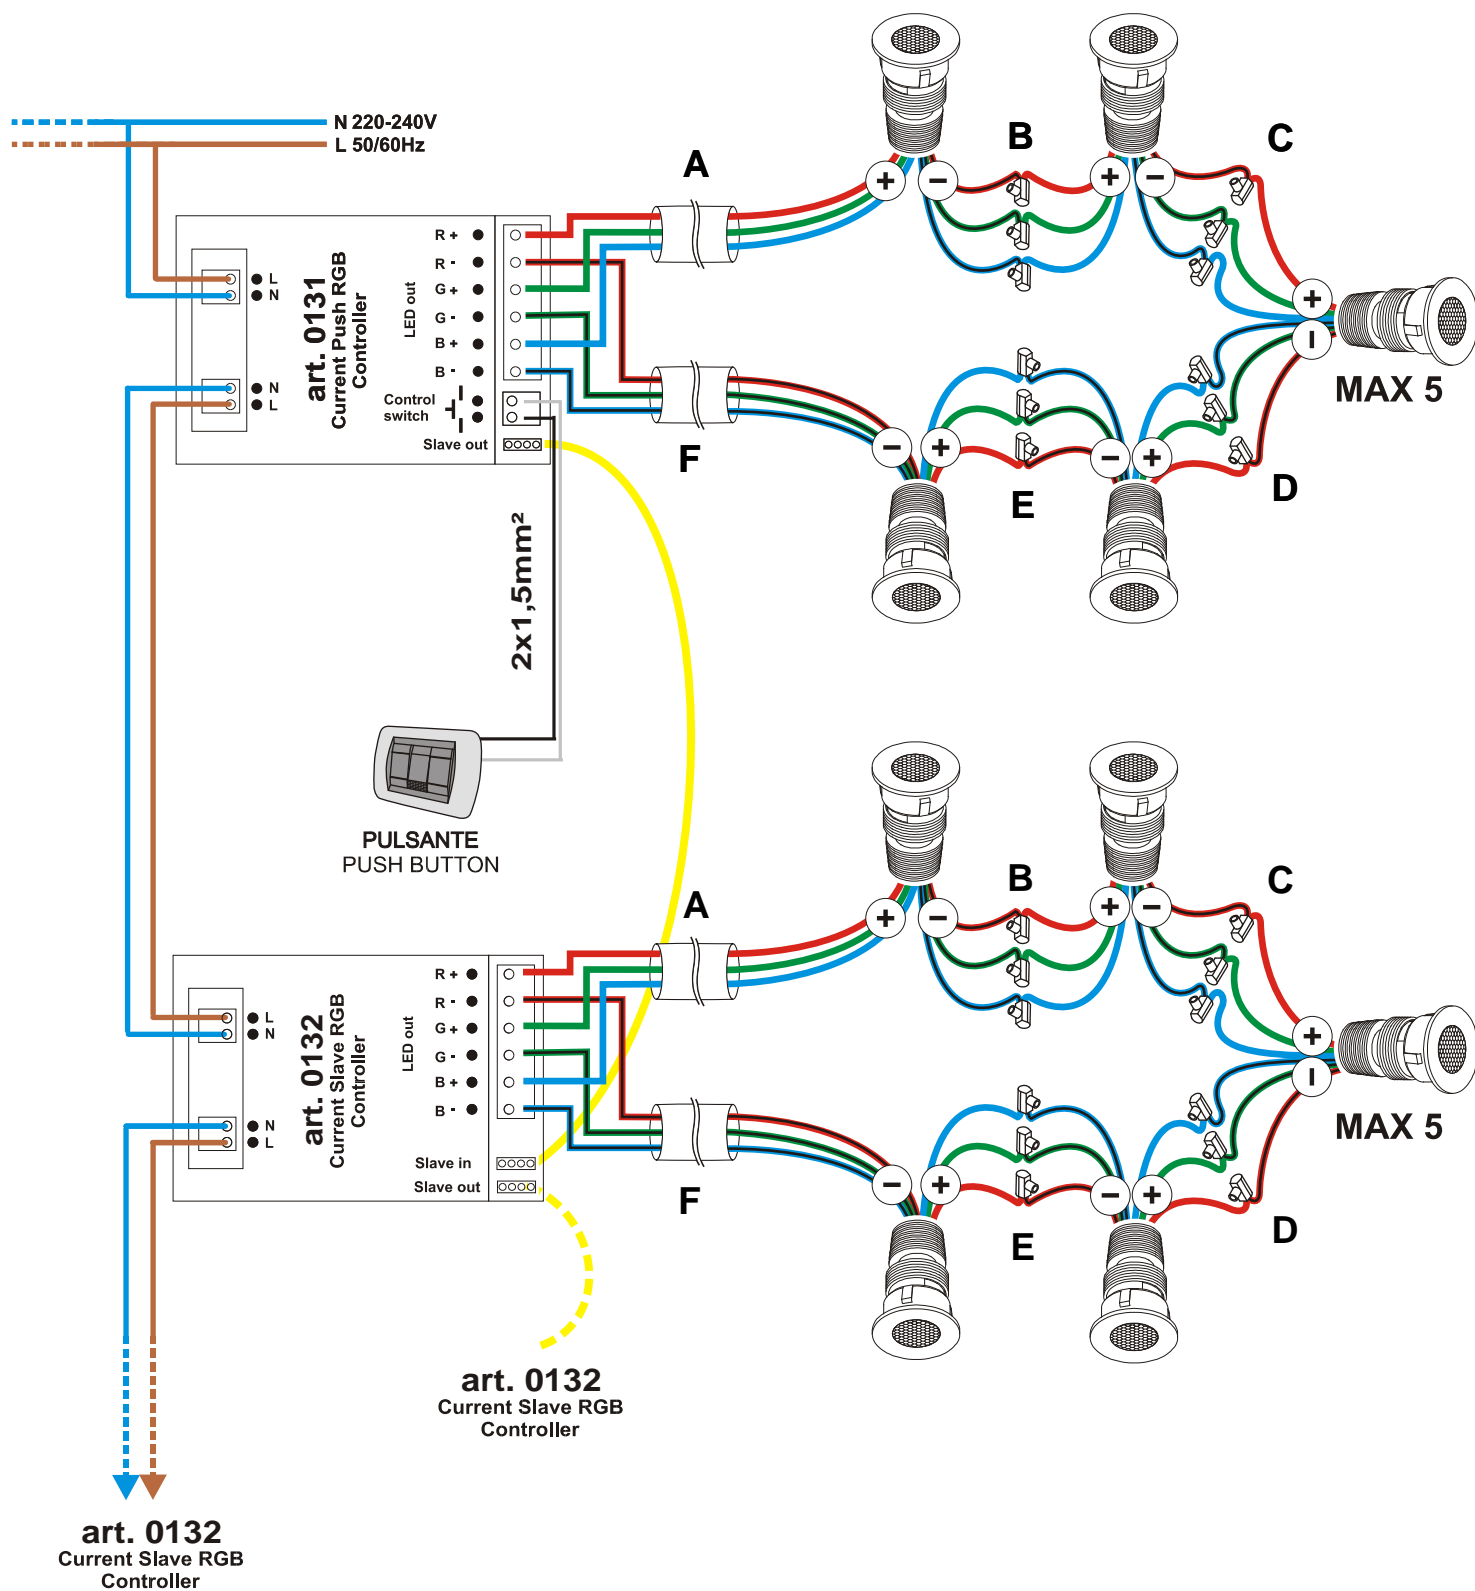 N 220-240V
L 50/60Hz
A
B
C
R +
R -
G +
G -
B +
B -
LED out
L
N
N
L
art. 0131
Current Push RGB
Controller
Control
switch
Slave out
MAX 5
F
E
D
2x1,5mm²
PULSANTE
PUSH BUTTON
A
B
C
R +
R -
G +
G -
B +
B -
LED out
L
N
N
L
art. 0132
Current Slave RGB
Controller
Slave in
Slave out
MAX 5
F
E
D
art. 0132
Current Slave RGB
Controller
art. 0132
Current Slave RGB
Controller